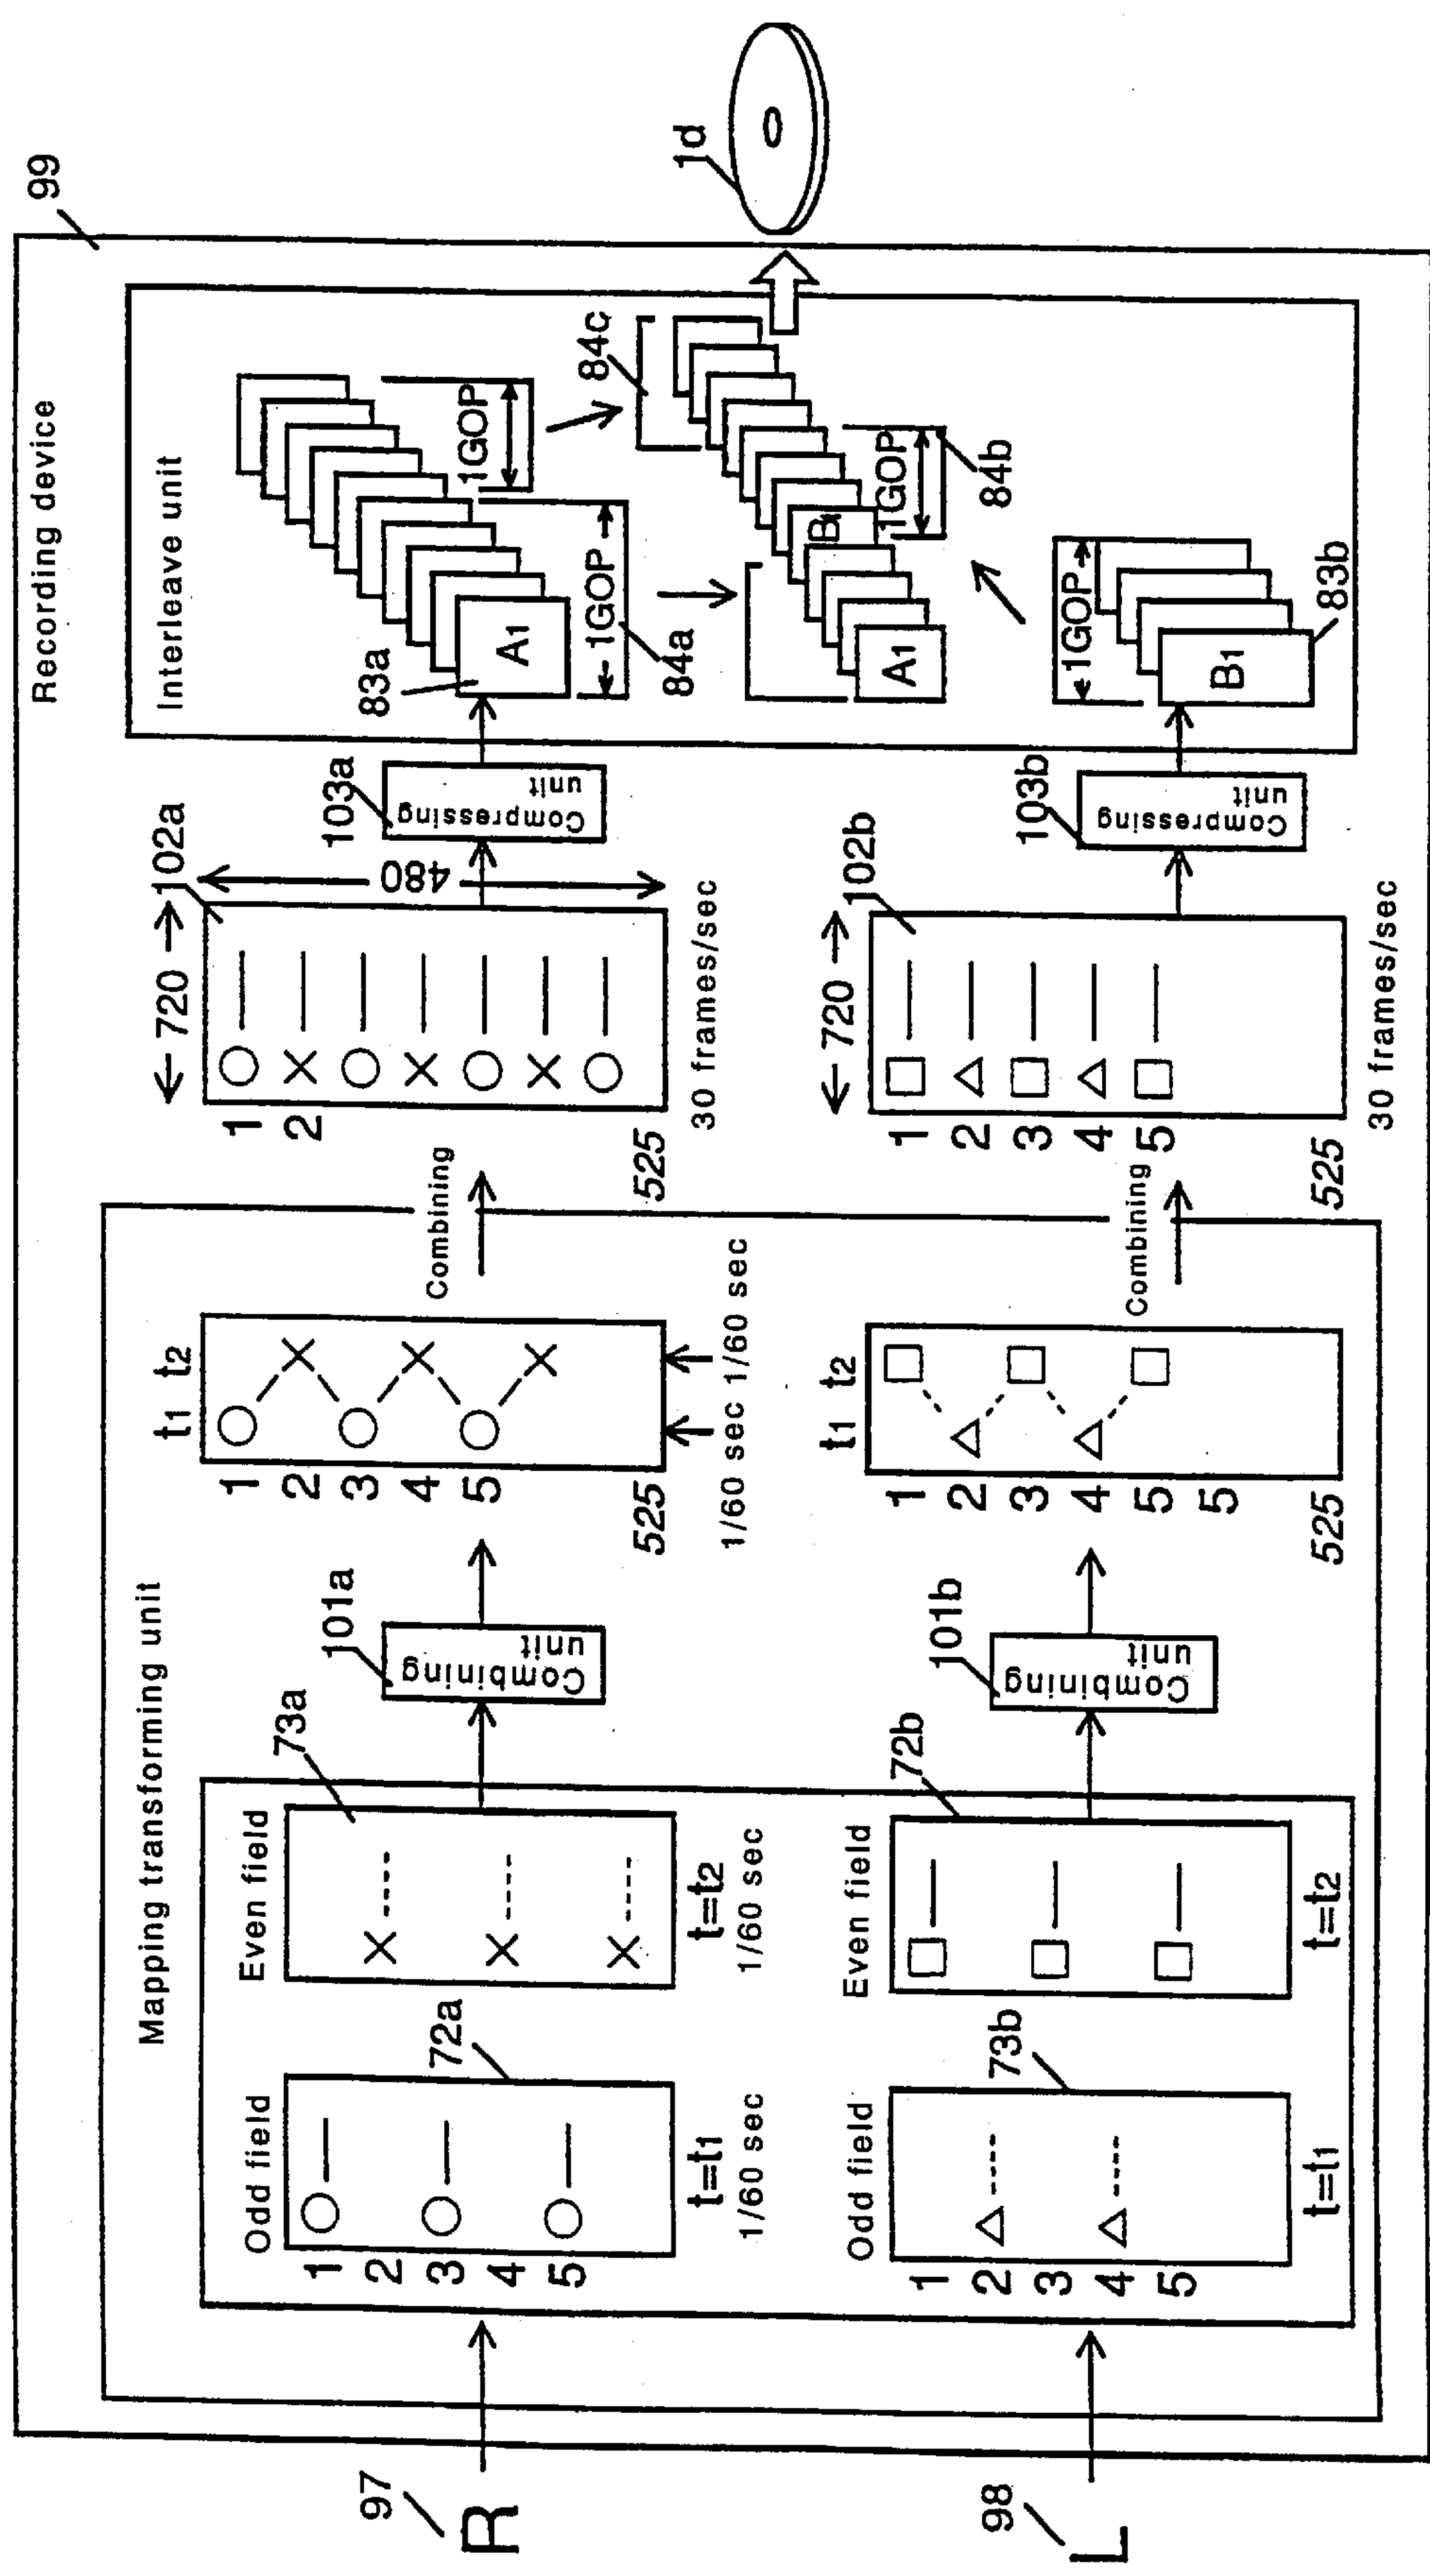 Recording device
99
Mapping transforming unit
Interleave unit
97
R
Odd field
1
2
3
4
5
72a
t=t1
1/60 sec
Even field
73a
t=t2
1/60 sec
101a
Combining
unit
t1 t2
1
2
3
4
5
525
1/60 sec 1/60 sec
Combining
← 720 →
102a
1
2
525
480
30 frames/sec
103a
Compressing
unit
83a
A1
1GOP
84a
1GOP
84c
A1
B1
1GOP
84b
1d
98
L
Odd field
1
2
3
4
5
73b
t=t1
Even field
72b
t=t2
101b
Combining
unit
t1 t2
1
2
3
4
5
5
525
Combining
← 720 →
102b
1
2
3
4
5
525
30 frames/sec
103b
Compressing
unit
1GOP
B1
83b